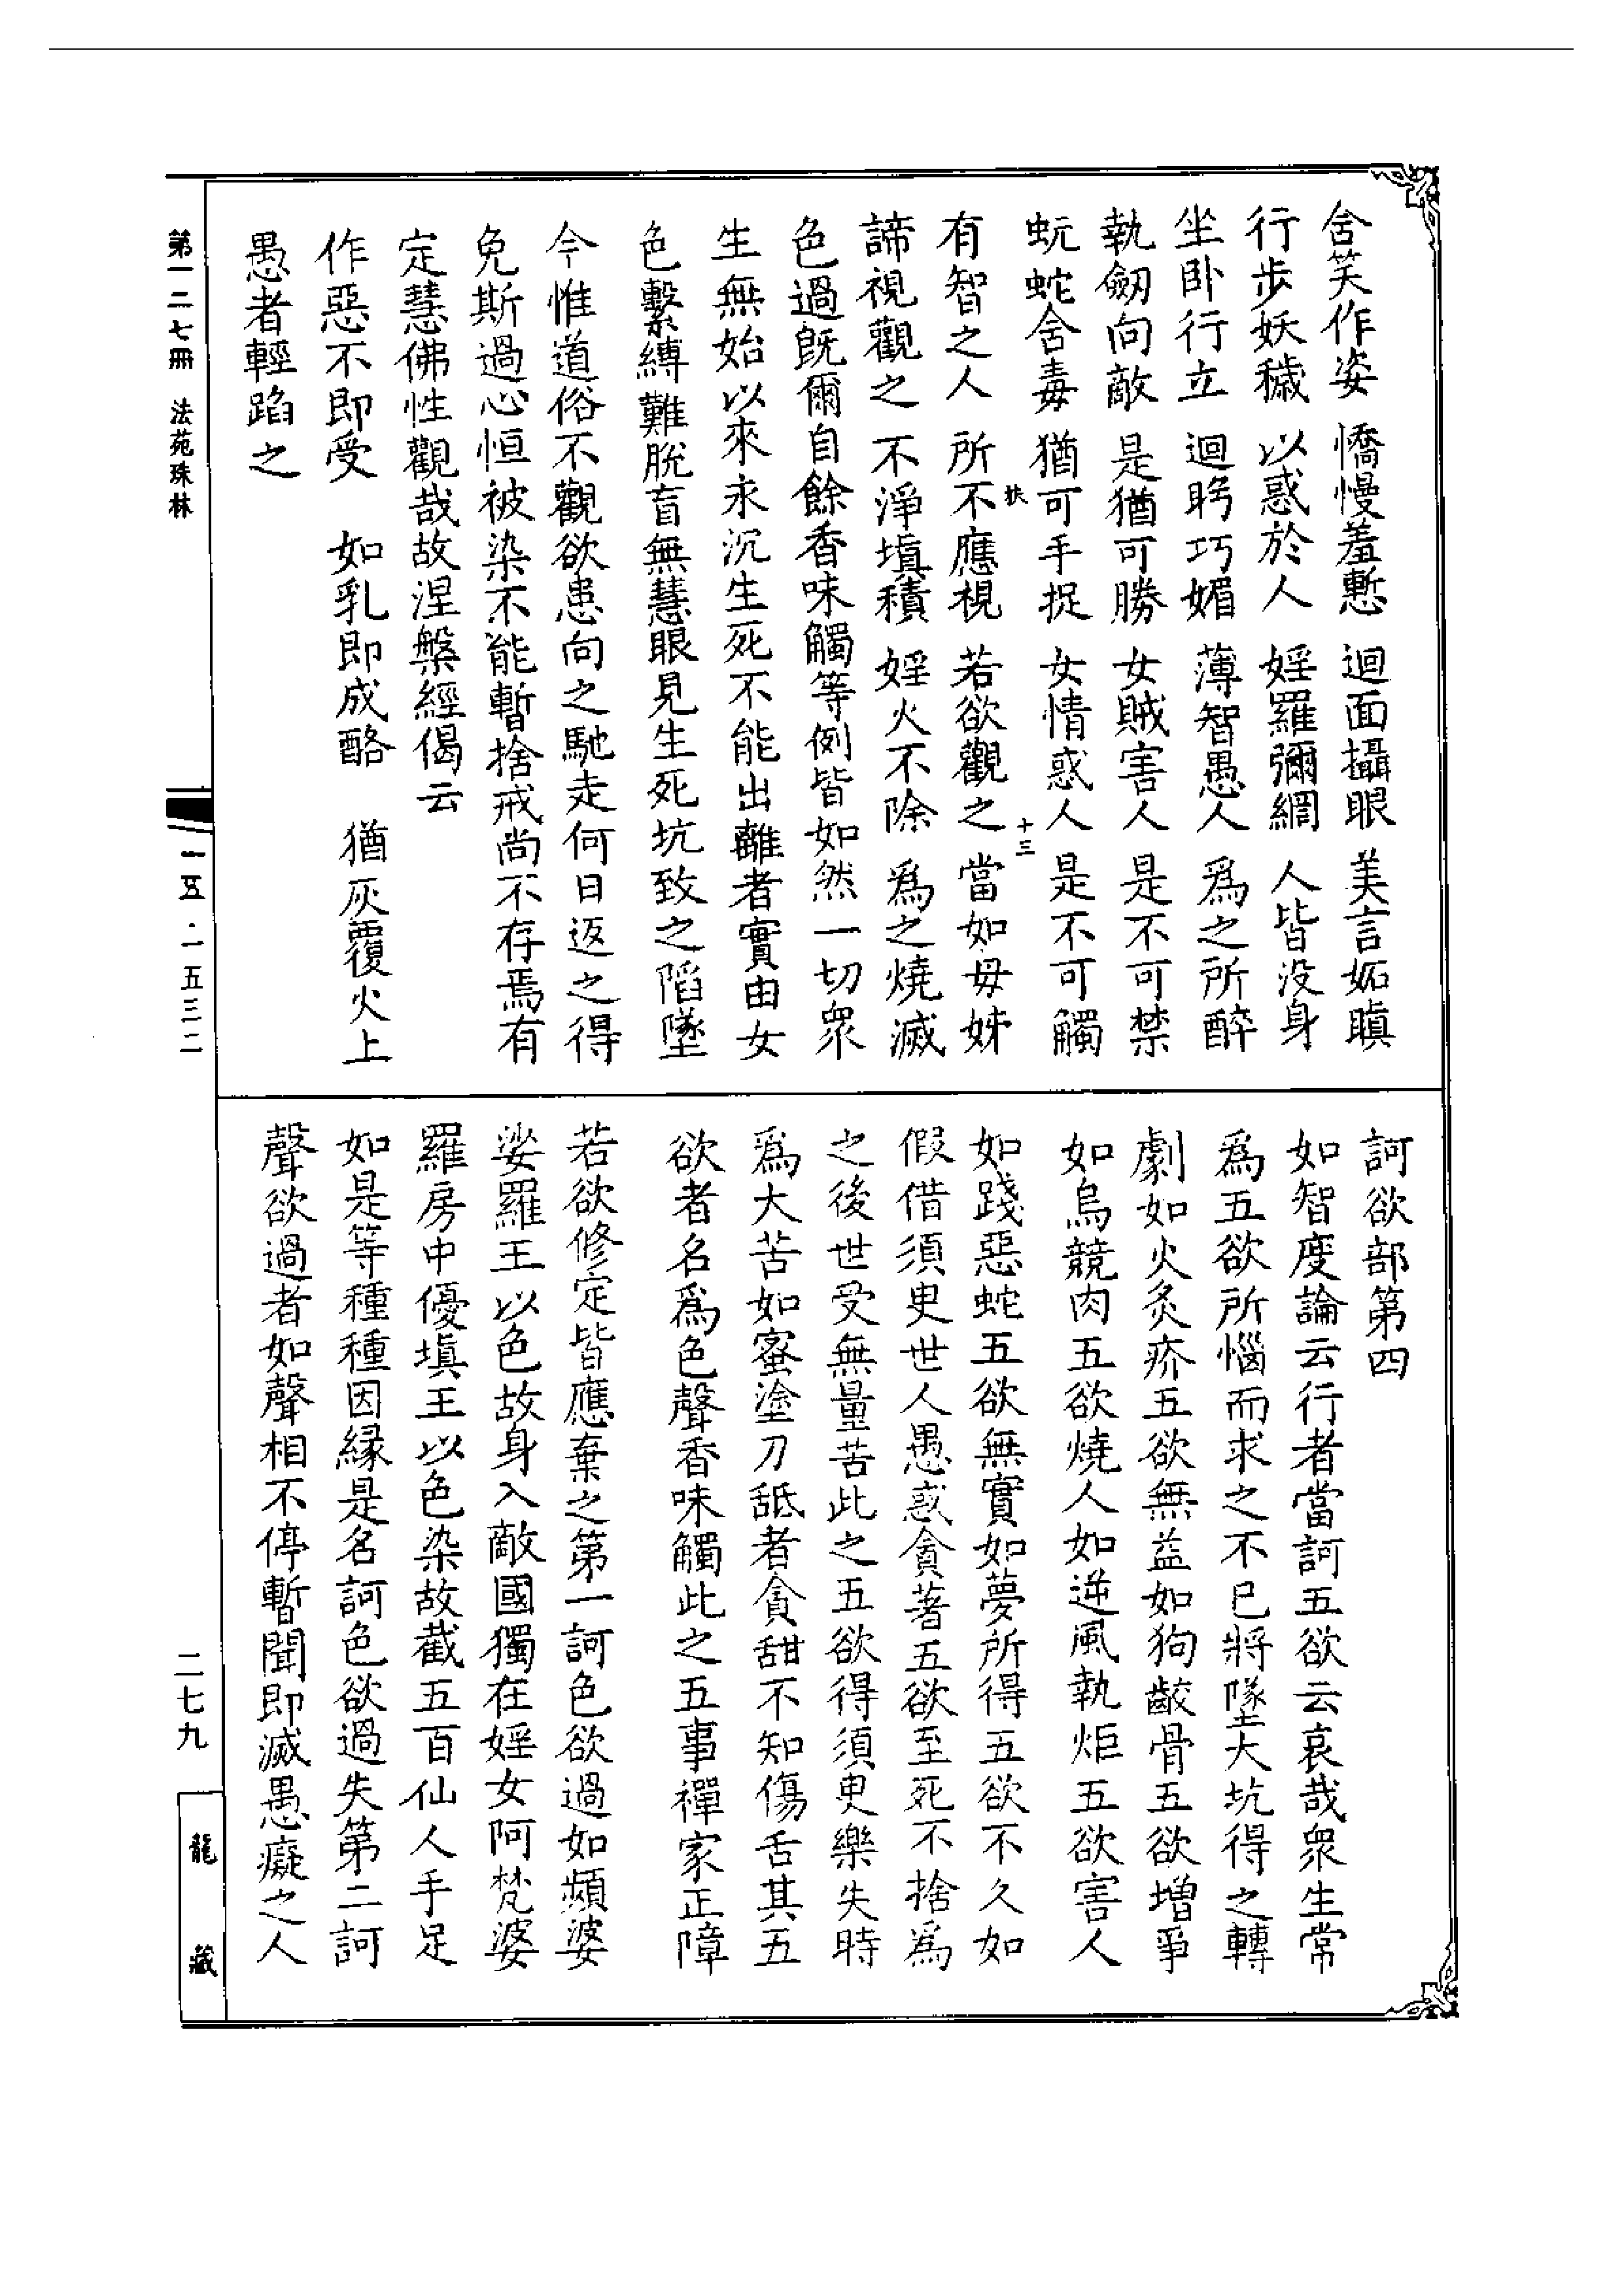 含笑作姿　憍慢羞慙　迴面攝眼　美言妬瞋
行步妖穢　以惑於人　婬羅彌網　人皆没身
坐卧行立　迴眄巧媚　薄智愚人　為之所醉
執劒向敵　是猶可勝　女賊害人　是不可禁
蚖蛇含毒　猶可手捉　女情惑人　是不可觸
扶　十三
有智之人　所不應視　若欲觀之　當如母姊
諦視觀之　不淨塡積　婬火不除　為之燒滅
色過既爾自餘香味觸等例皆如然一切衆
生無始以來永沉生死不能出離者實由女
色繫縛難脫盲無慧眼見生死坑致之陷墜
今惟道俗不觀欲患向之馳走何日返之得
免斯過心恒被染不能暫捨戒尚不存焉有
定慧佛性觀哉故涅槃經偈云
作惡不即受　如乳即成酪　猶灰覆火上
愚者輕蹈之
訶欲部第四
如智度論云行者當訶五欲云哀哉衆生常
為五欲所惱而求之不已將墜大坑得之轉
劇如火炙疥五欲無益如狗齩骨五欲增爭
如烏競肉五欲燒人如逆風執炬五欲害人
如踐惡蛇五欲無實如夢所得五欲不久如
假借須臾世人愚惑貪著五欲至死不捨為
之後世受無量苦此之五欲得須臾樂失時
為大苦如蜜塗刀舐者貪甜不知傷舌其五
欲者名為色聲香味觸此之五事禪家正障
若欲修定皆應棄之第一訶色欲過如頻婆
娑羅王以色故身入敵國獨在婬女阿梵婆
羅房中優塡王以色染故截五百仙人手足
如是等種種因緣是名訶色欲過失第二訶
聲欲過者如聲相不停暫聞即滅愚癡之人
第一二七冊　法苑珠林
一五·一五三二
二七九
龍藏